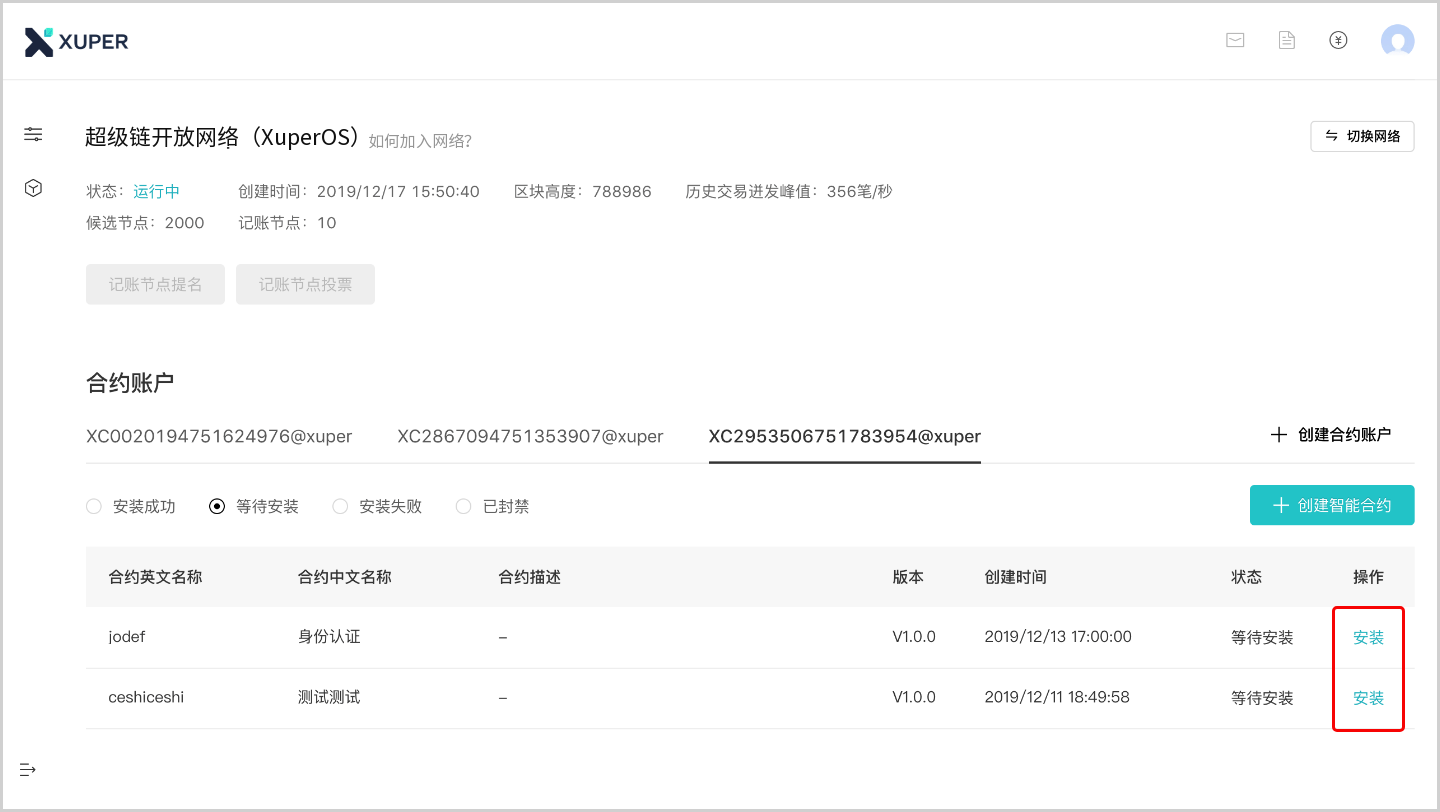 XUPER
超级链开放网络（XuperOS） 如何加入网络?
切换网络
状态：运行中 创建时间：2019/12/17 15:50:40 区块高度：788986 历史交易迸发峰值：356笔/秒
候选节点：2000 记账节点：10
记账节点提名 记账节点投票
合约账户
XC0020194751624976@xuper XC2867094751353907@xuper XC2953506751783954@xuper 创建合约账户
安装成功 等待安装 安装失败 已封禁 创建智能合约
合约英文名称 合约中文名称 合约描述 版本 创建时间 状态 操作
jodef 身份认证 – V1.0.0 2019/12/13 17:00:00 等待安装 安装
ceshiceshi 测试测试 – V1.0.0 2019/12/11 18:49:58 等待安装 安装